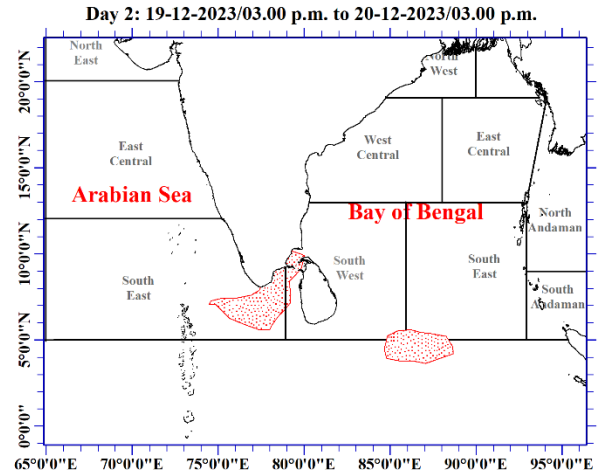 Day 2: 19-12-2023/03.00 p.m. to 20-12-2023/03.00 p.m.
North
East
North
West
20°0'0"N
East
Central
West
Central
East
Central
15°0'0"N
Arabian Sea
Bay of Bengal
North
Andaman
10°0'0"N
South
East
South
West
South
East
South
Andaman
5°0'0"N
0°0'0"
65°0'0"E 70°0'0"E 75°0'0"E 80°0'0"E 85°0'0"E 90°0'0"E 95°0'0"E